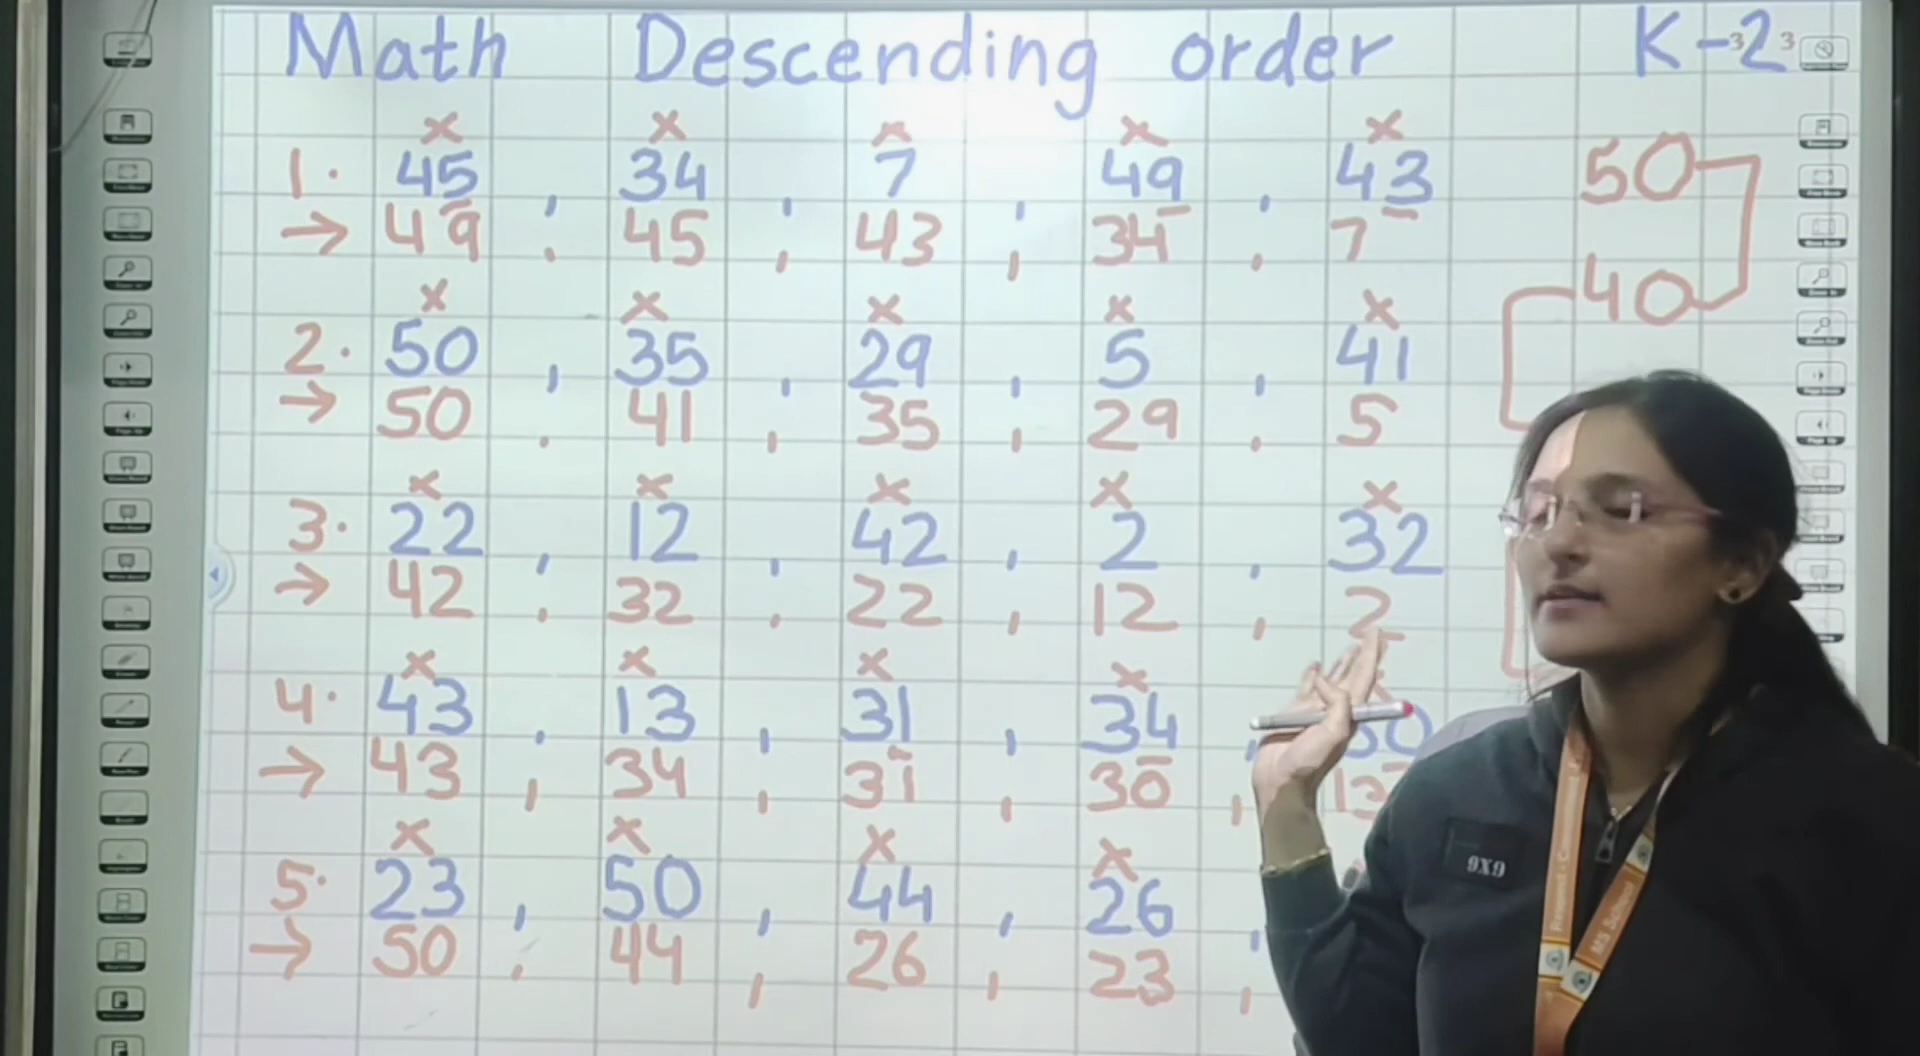 Math Descending order K-2
1. 45, 34, 7, 49, 43
→ 49, 45, 43, 34, 7
2. 50, 35, 29, 5, 41
→ 50, 41, 35, 29, 5
3. 22, 12, 42, 2, 32
→ 42, 32, 22, 12, 2
4. 43, 13, 31, 34,
→ 43, 34, 31, 30, 13
5. 23, 50, 44, 26,
→ 50, 44, 26, 23,
50
40
9X9
M3 School